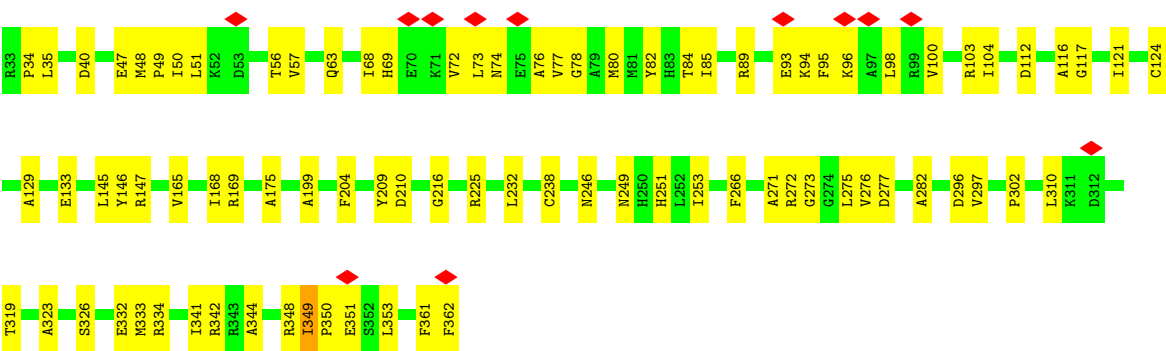 R33 P34 L35 D40 E47 M48 P49 I50 L51 K52 D53 T56 V57 Q63 I68 H69 E70 K71 V72 L73 N74 E75 A76 V77 G78 A79 M80 M81 Y82 H83 T84 I85 R89 E93 K94 F95 K96 A97 L98 R99 V100 R103 I104 D112 A116 G117 I121 C124
A129 E133 L145 Y146 R147 V165 I168 R169 A175 A199 F204 Y209 D210 G216 R225 L232 C238 N246 N249 H250 H251 L252 I253 F266 A271 R272 G273 G274 L275 V276 D277 A282 D296 V297 P302 L310 K311 D312
T319 A323 S326 E332 M333 R334 I341 R342 R343 A344 R348 I349 P350 E351 S352 L353 F361 F362